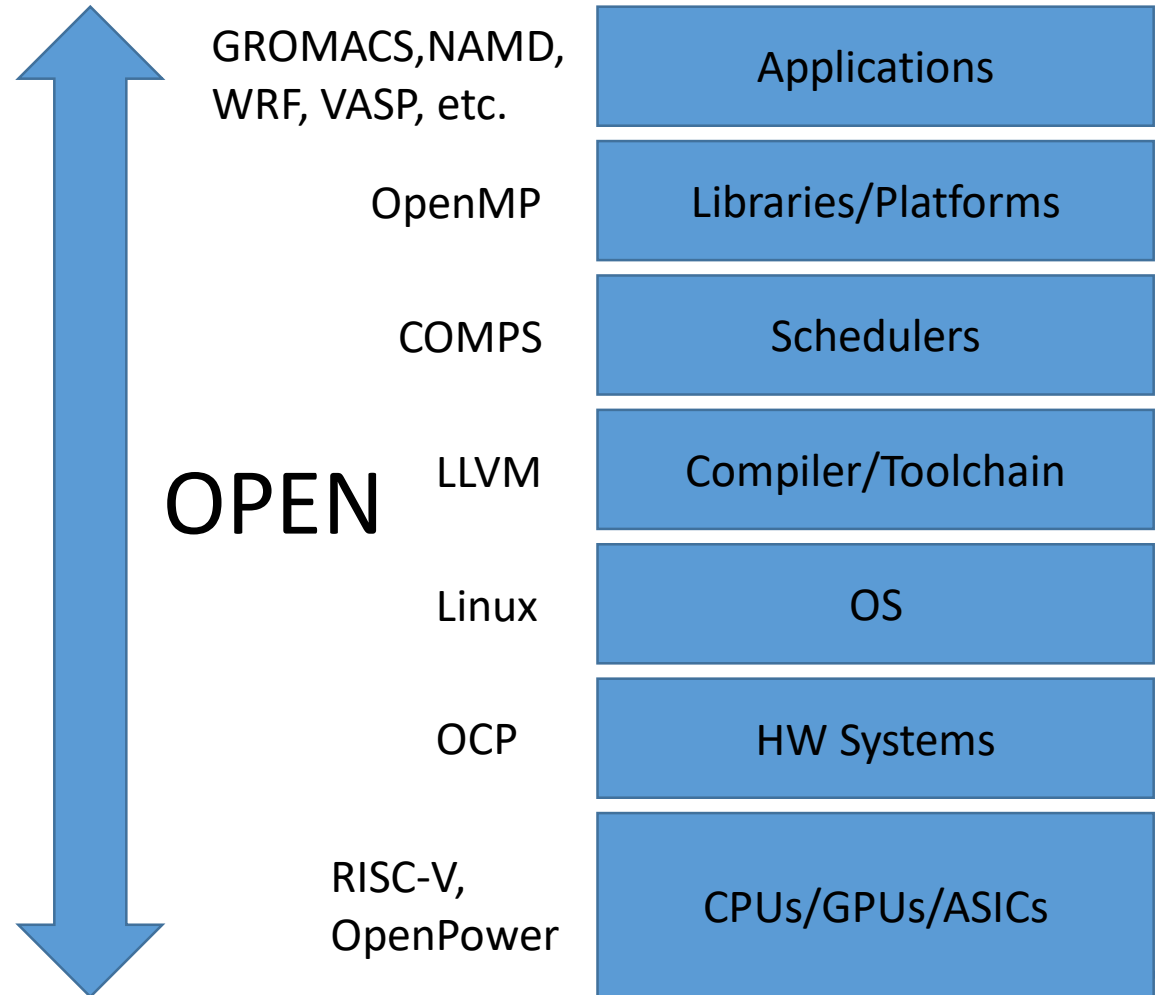 GROMACS,NAMD,
WRF, VASP, etc.
Applications
OpenMP
Libraries/Platforms
COMPS
Schedulers
OPEN
LLVM
Compiler/Toolchain
Linux
OS
OCP
HW Systems
RISC-V,
OpenPower
CPUs/GPUs/ASICs